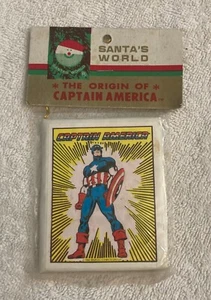 SANTA'S
WORLD
* THE ORIGIN OF *
CAPTAIN AMERICA
CAPTAIN AMERICA